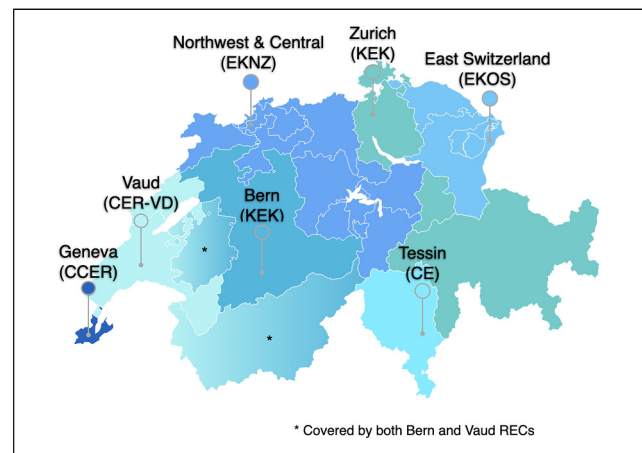 Zurich
(KEK)
Northwest & Central
(EKNZ)
East Switzerland
(EKOS)
Vaud
(CER-VD)
Bern
(KEK)
*
Geneva
(CCER)
Tessin
(CE)
*
* Covered by both Bern and Vaud RECs